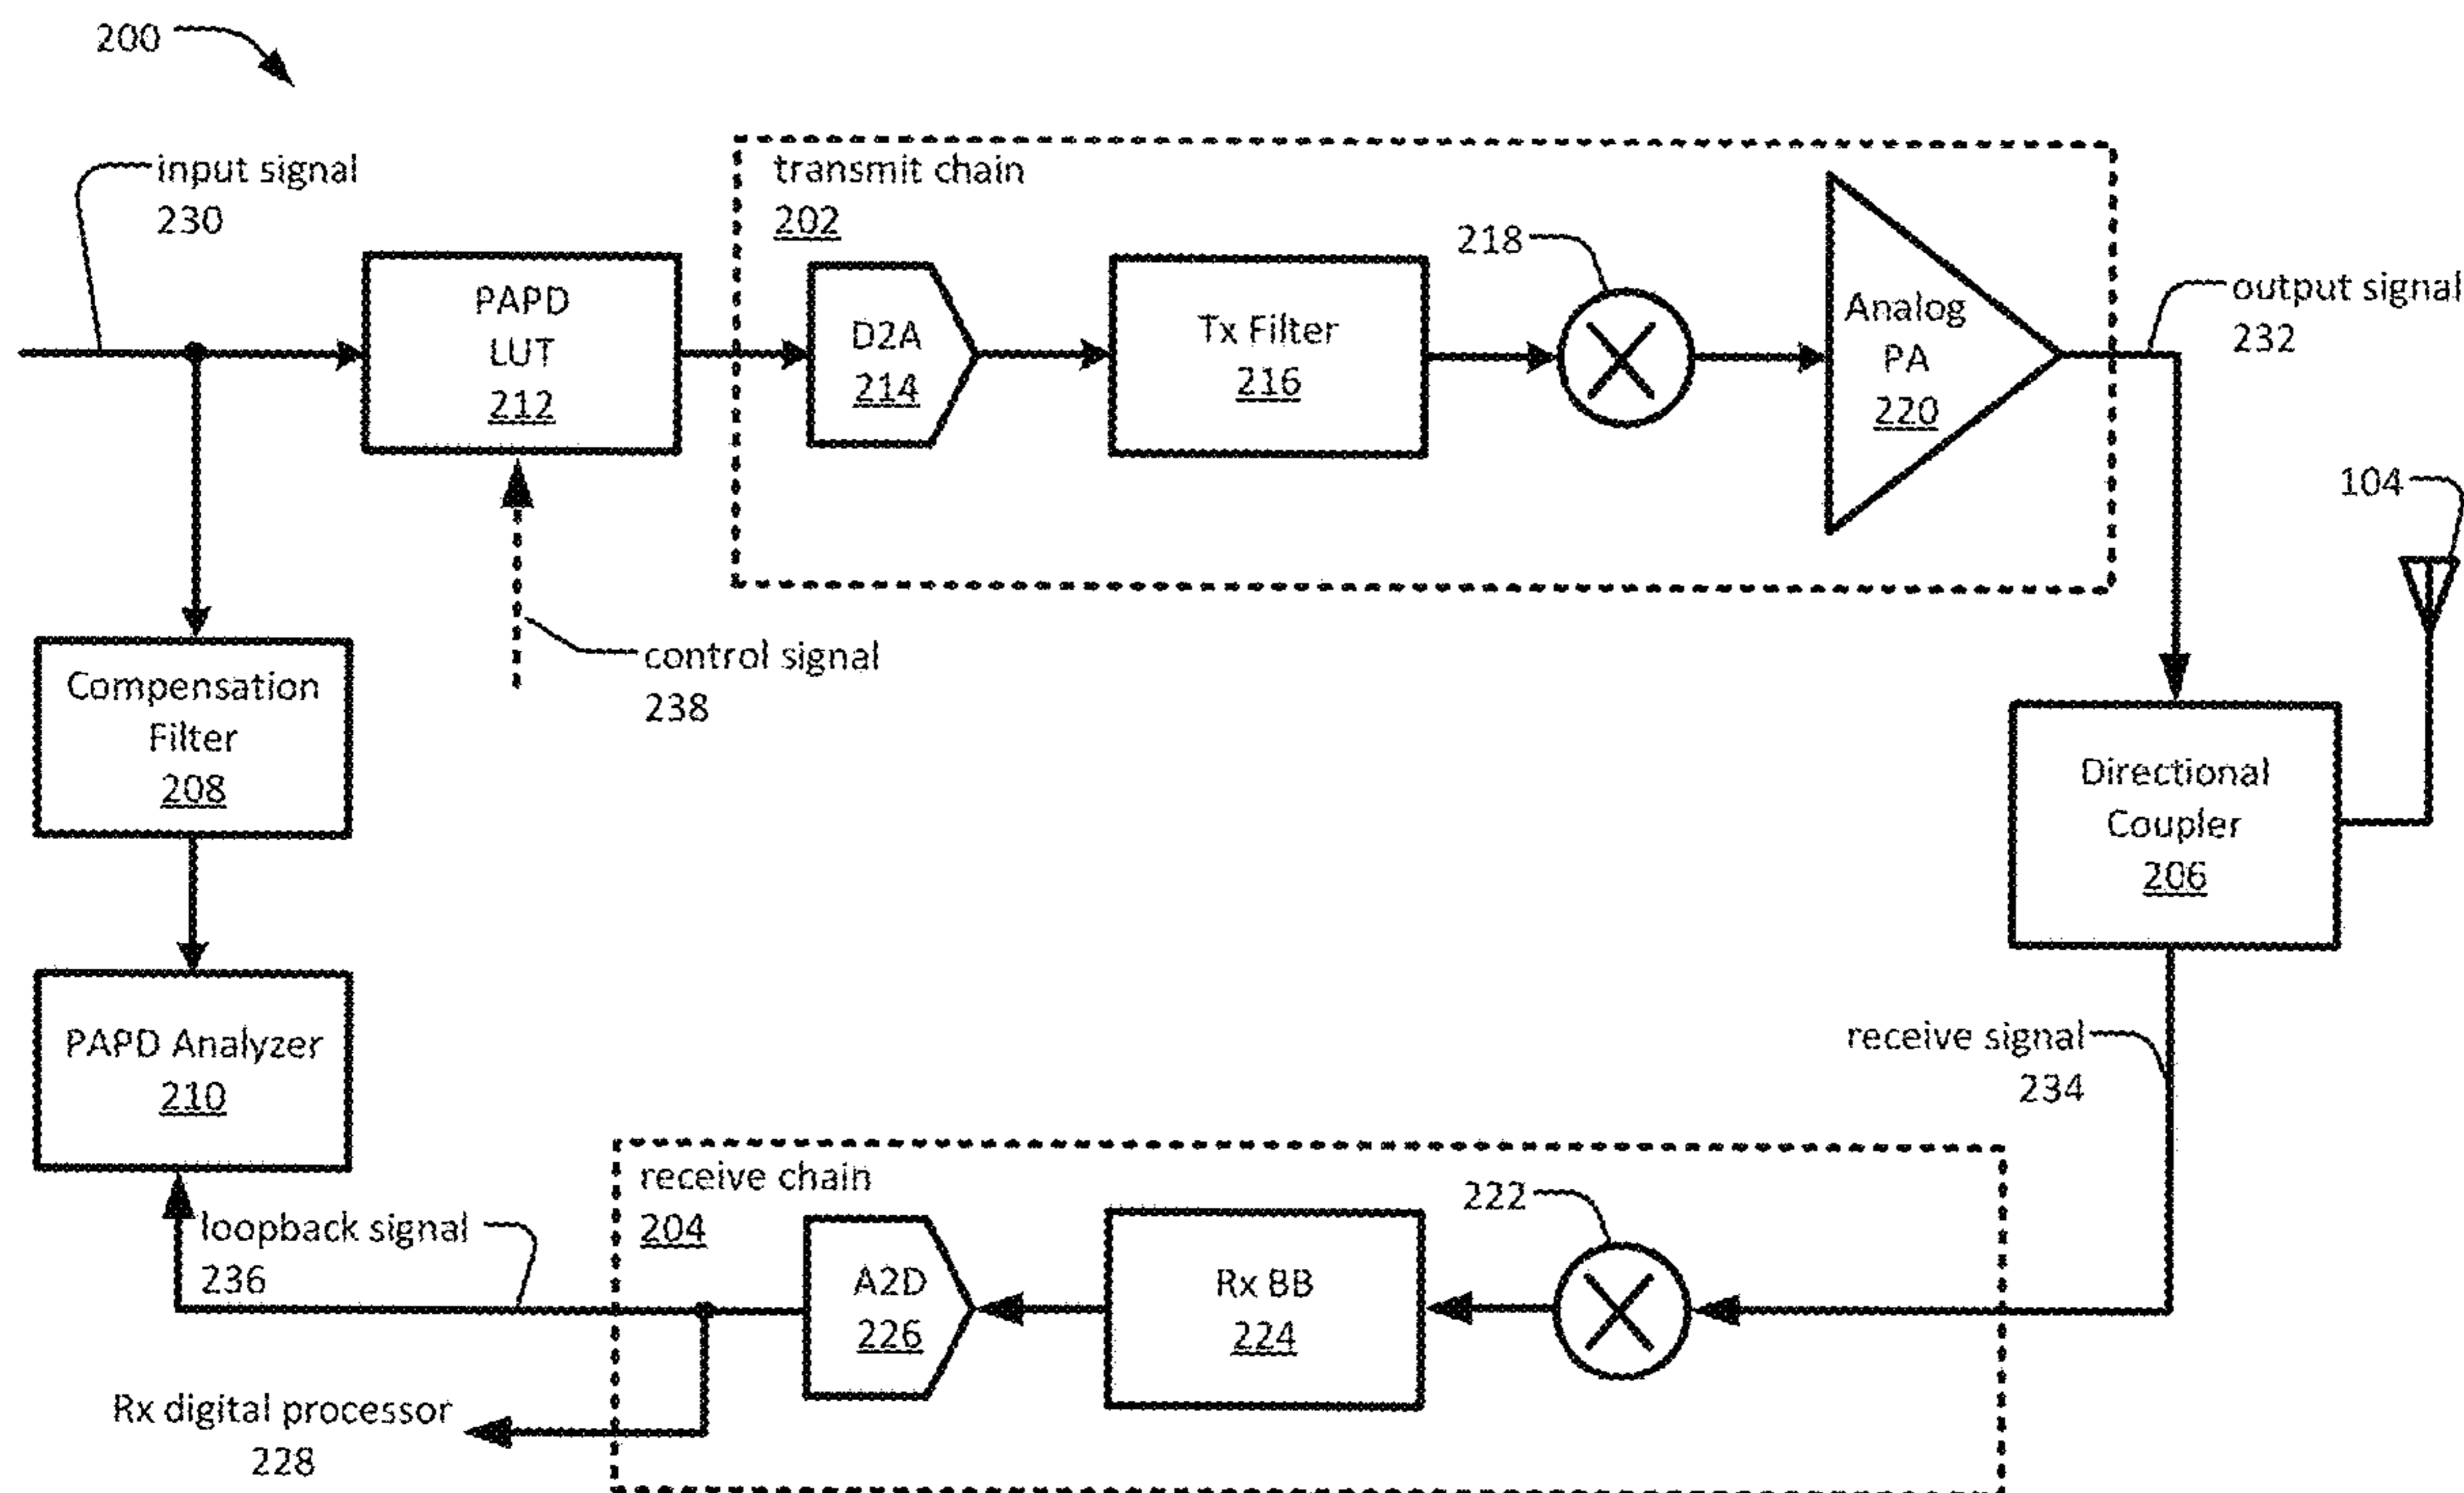 200
input signal
230
transmit chain
202
PAPD
LUT
212
D2A
214
Tx Filter
216
218
Analog
PA
220
output signal
232
104
control signal
238
Compensation
Filter
208
Directional
Coupler
206
PAPD Analyzer
210
receive signal
234
receive chain
204
loopback signal
236
A2D
226
Rx BB
224
222
Rx digital processor
228